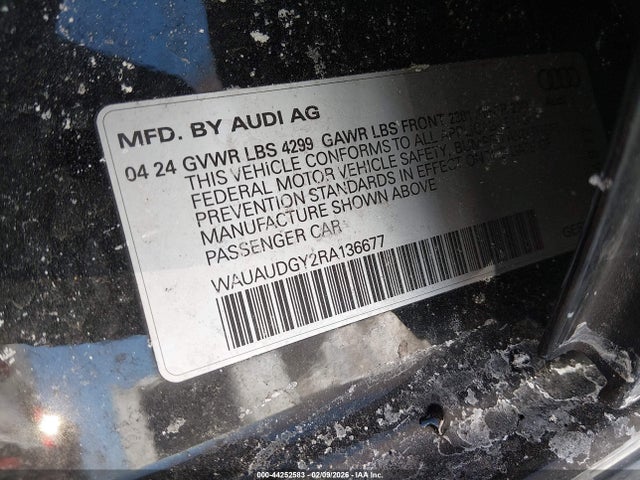 MFD. BY AUDI AG
04 24 GVWR LBS 4299 GAWR LBS FRONT
THIS VEHICLE CONFORMS TO ALL
FEDERAL MOTOR VEHICLE SAFETY,
PREVENTION STANDARDS IN EFFECT ON
MANUFACTURE SHOWN ABOVE
PASSENGER CAR
WAUAUDGY2RA136677
000-44252583 - 02/09/2026 - IAA Inc.